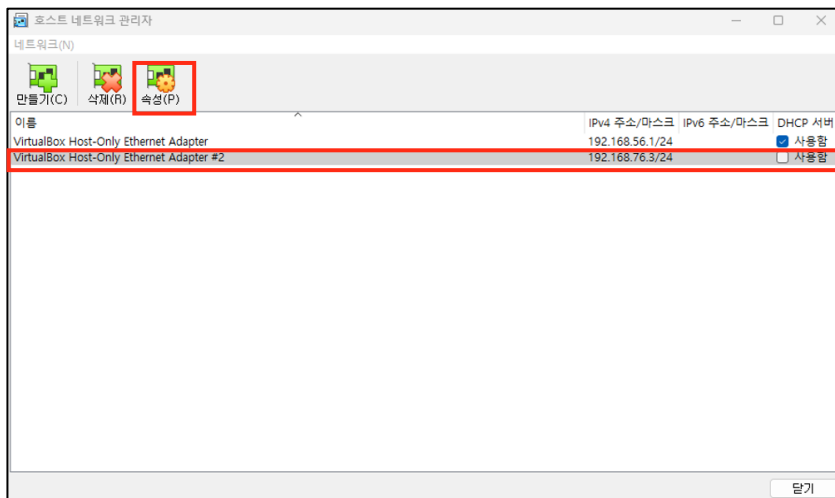 호스트 네트워크 관리자
네트워크(N)
만들기(C) 삭제(R) 속성(P)
이름 IPv4 주소/마스크 IPv6 주소/마스크 DHCP 서버
VirtualBox Host-Only Ethernet Adapter 192.168.56.1/24 사용함
VirtualBox Host-Only Ethernet Adapter #2 192.168.76.3/24 사용함
닫기